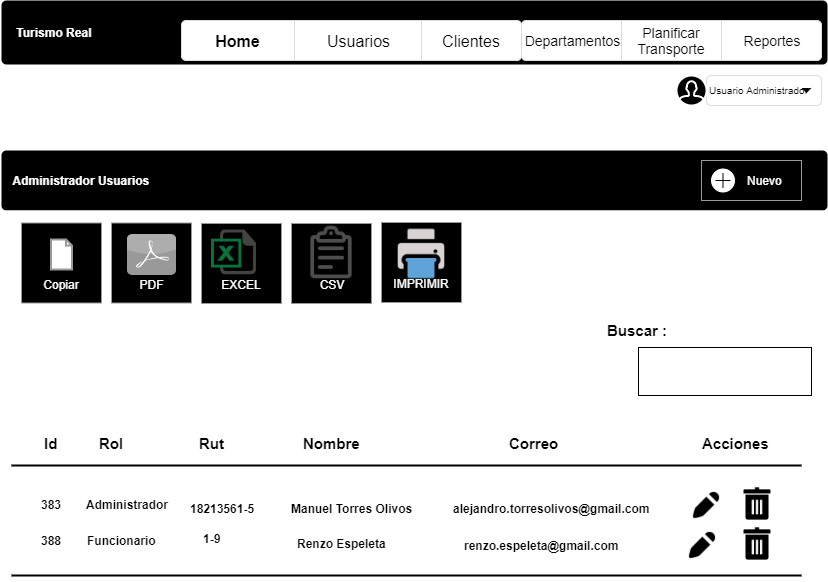 Turismo Real
Home Usuarios Clientes Departamentos Planificar Transporte Reportes
Usuario Administrador
Administrador Usuarios
Nuevo
Copiar PDF EXCEL CSV IMPRIMIR
Buscar :
Id Rol Rut Nombre Correo Acciones
383 Administrador 18213561-5 Manuel Torres Olivos alejandro.torresolivos@gmail.com
388 Funcionario 1-9 Renzo Espeleta renzo.espeleta@gmail.com